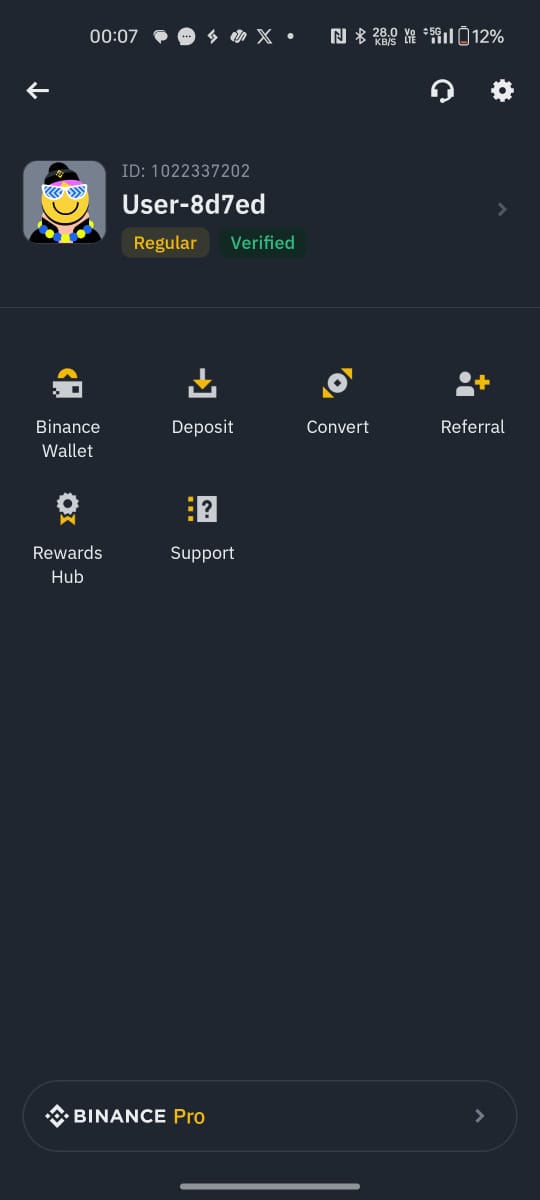 00:07
28.0 KB/S
Vo LTE
5G
12%
ID: 1022337202
User-8d7ed
Regular Verified
Binance Wallet
Deposit
Convert
Referral
Rewards Hub
Support
BINANCE Pro